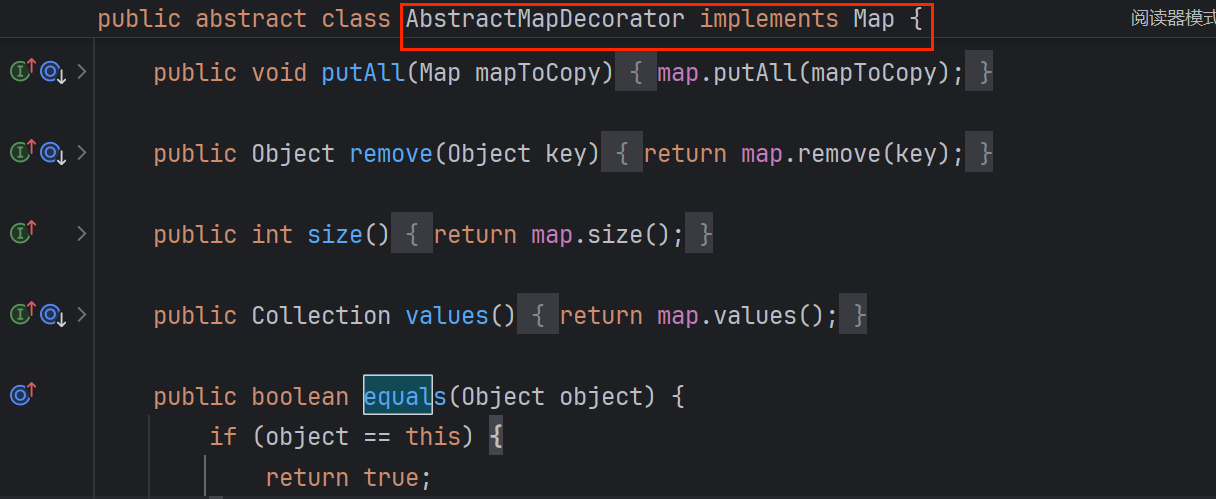 public abstract class AbstractMapDecorator implements Map {
阅读器模式
public void putAll(Map mapToCopy) { map.putAll(mapToCopy); }
public Object remove(Object key) { return map.remove(key); }
public int size() { return map.size(); }
public Collection values() { return map.values(); }
public boolean equals(Object object) {
if (object == this) {
return true;